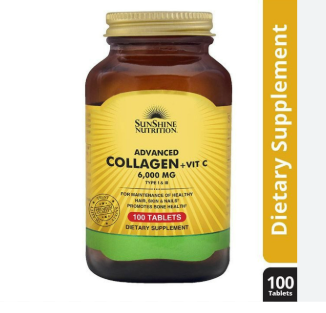 SUNSHINE
NUTRITION
ADVANCED
COLLAGEN+VIT C
6,000 MG
TYPE I & III
FOR MAINTENANCE OF HEALTHY
HAIR, SKIN & NAILS
PROMOTES BONE HEALTH
100 TABLETS
DIETARY SUPPLEMENT
Dietary Supplement
100
Tablets